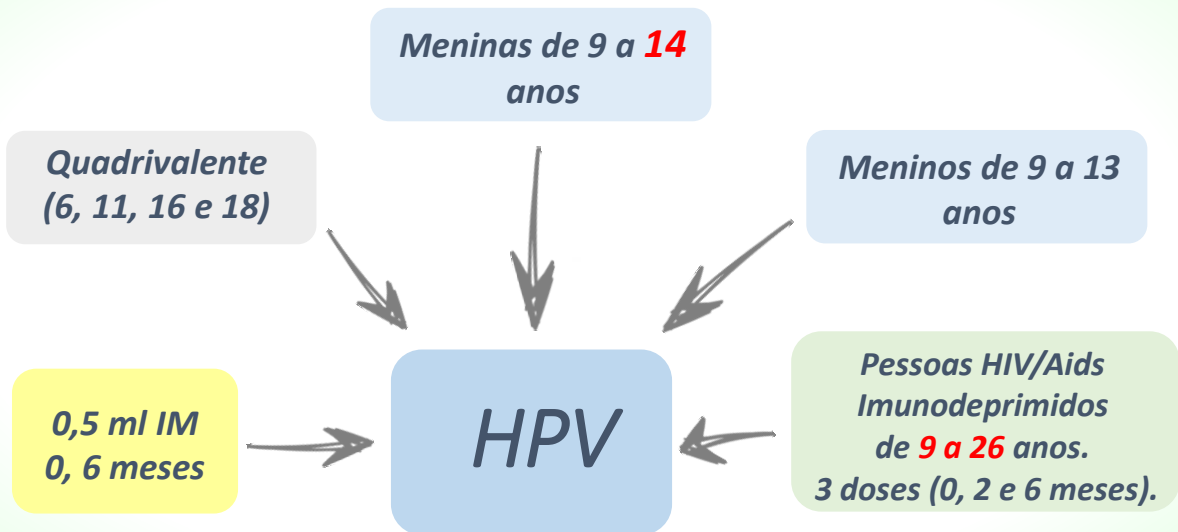 Meninas de 9 a 14
anos
Quadrivalente
(6, 11, 16 e 18)
Meninos de 9 a 13
anos
0,5 ml IM
0, 6 meses
HPV
Pessoas HIV/Aids
Imunodeprimidos
de 9 a 26 anos.
3 doses (0, 2 e 6 meses).